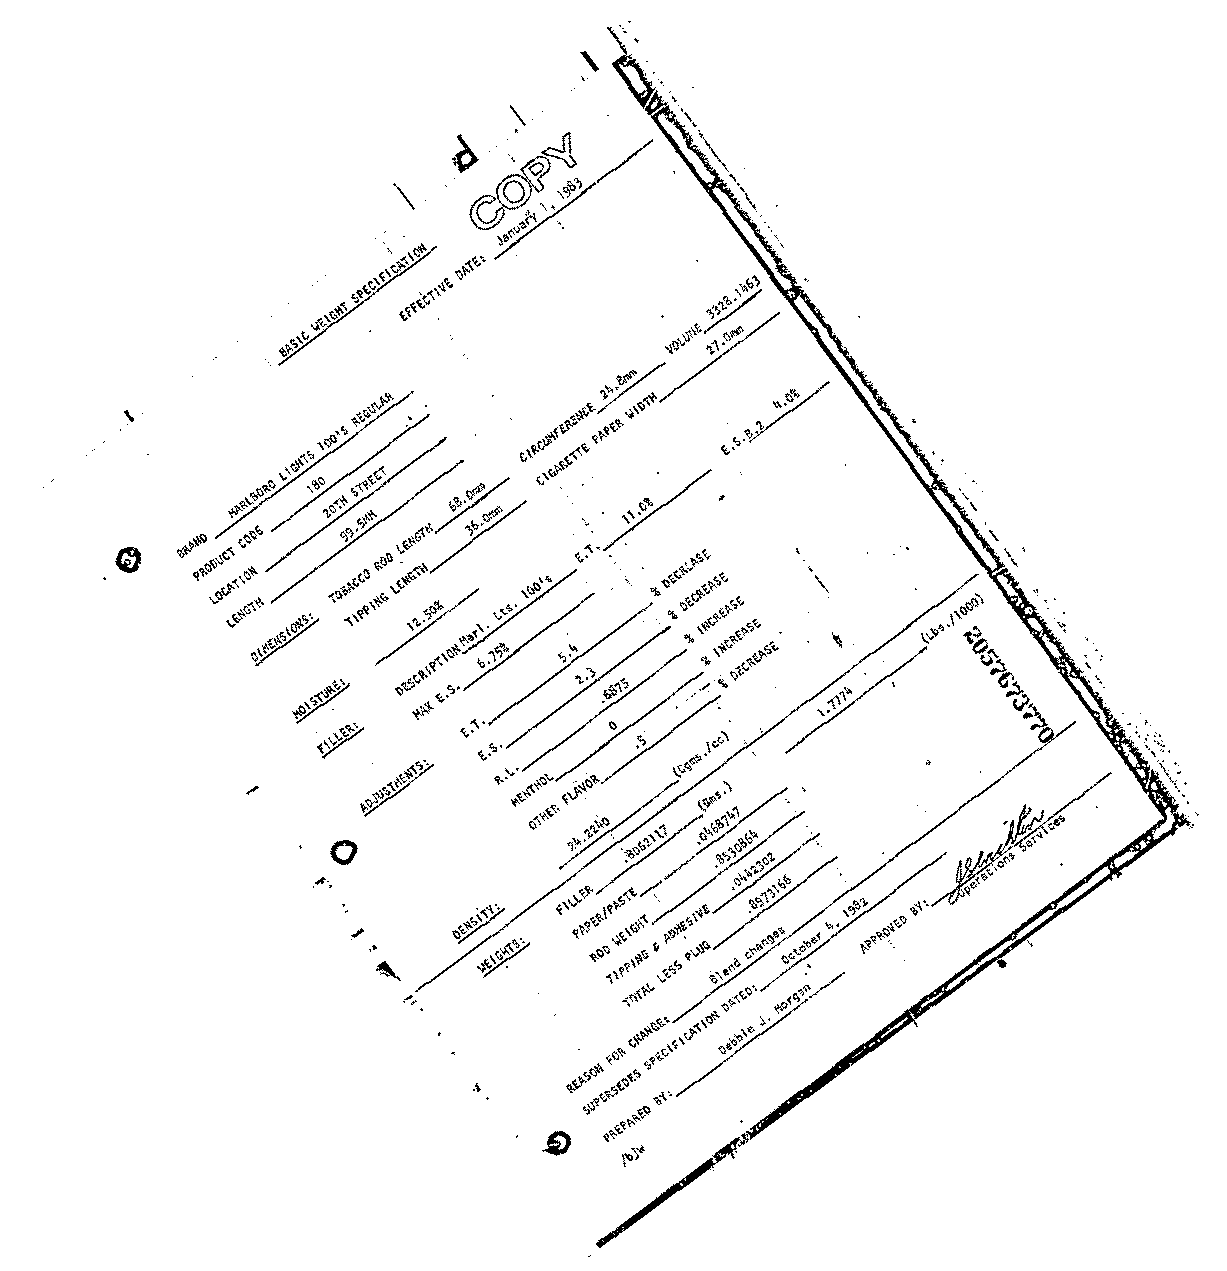 COPY
BASIC WEIGHT SPECIFICATION
EFFECTIVE DATE: January 1, 1983
BRAND MARLBORO LIGHTS 100'S REGULAR
PRODUCT CODE 180
LOCATION 20TH STREET
LENGTH 99.5MM
DIMENSIONS: TOBACCO ROD LENGTH 68.0mm CIRCUMFERENCE 24.8mm VOLUME 3328.1463
TIPPING LENGTH 36.0mm CIGARETTE PAPER WIDTH 27.0mm
MOISTURE: 12.50%
FILLER: DESCRIPTION Marl. Lts. 100's E.T. 11.0% E.S.B.2 4.0%
MAX E.S. 6.75%
ADJUSTMENTS: E.T. 5.4 % DECREASE
E.S. 2.3 % DECREASE
R.L. .6875 % INCREASE
MENTHOL 0 % INCREASE
OTHER FLAVOR .5 % DECREASE
DENSITY: 24.2240 (Cgms./cc)
WEIGHTS: FILLER .8062117 (Gms.) 1.7774 (Lbs./1000)
PAPER/PASTE .0468747
ROD WEIGHT .8530864
TIPPING & ADHESIVE .0442302
TOTAL LESS PLUG .8973166
REASON FOR CHANGE: Blend changes
SUPERSEDES SPECIFICATION DATED: October 4, 1982
PREPARED BY: Debbie J. Morgan APPROVED BY:
Operations Services
/bjw
2057673770